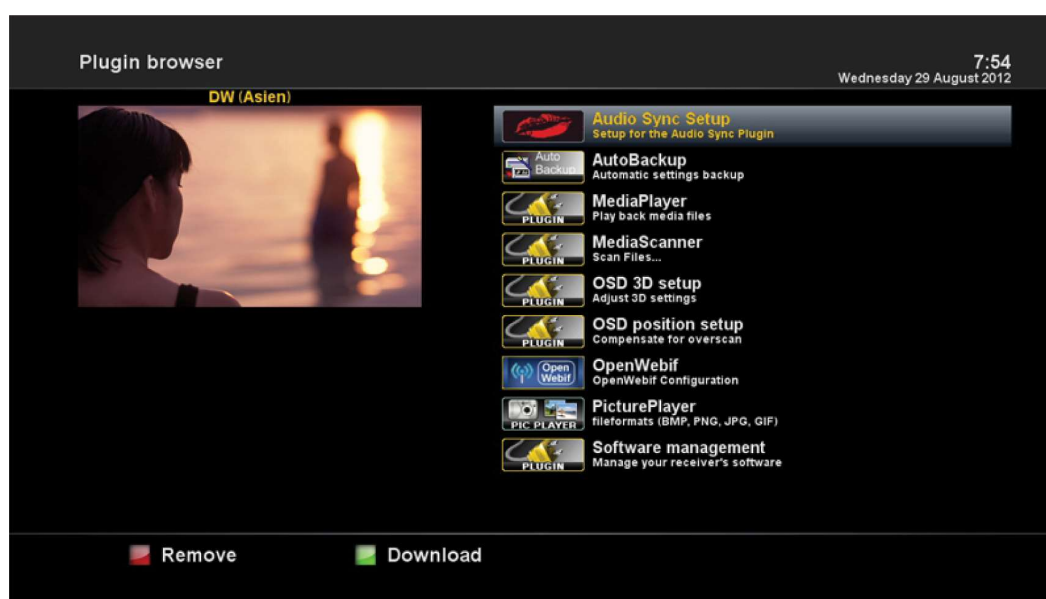 Plugin browser
7:54
Wednesday 29 August 2012
DW (Asien)
Audio Sync Setup
Setup for the Audio Sync Plugin
Auto
Backup
AutoBackup
Automatic settings backup
PLUGIN
MediaPlayer
Play back media files
PLUGIN
MediaScanner
Scan Files...
PLUGIN
OSD 3D setup
Adjust 3D settings
PLUGIN
OSD position setup
Compensate for overscan
Open
Webif
OpenWebif
OpenWebif Configuration
PIC PLAYER
PicturePlayer
fileformats (BMP, PNG, JPG, GIF)
PLUGIN
Software management
Manage your receiver's software
Remove
Download